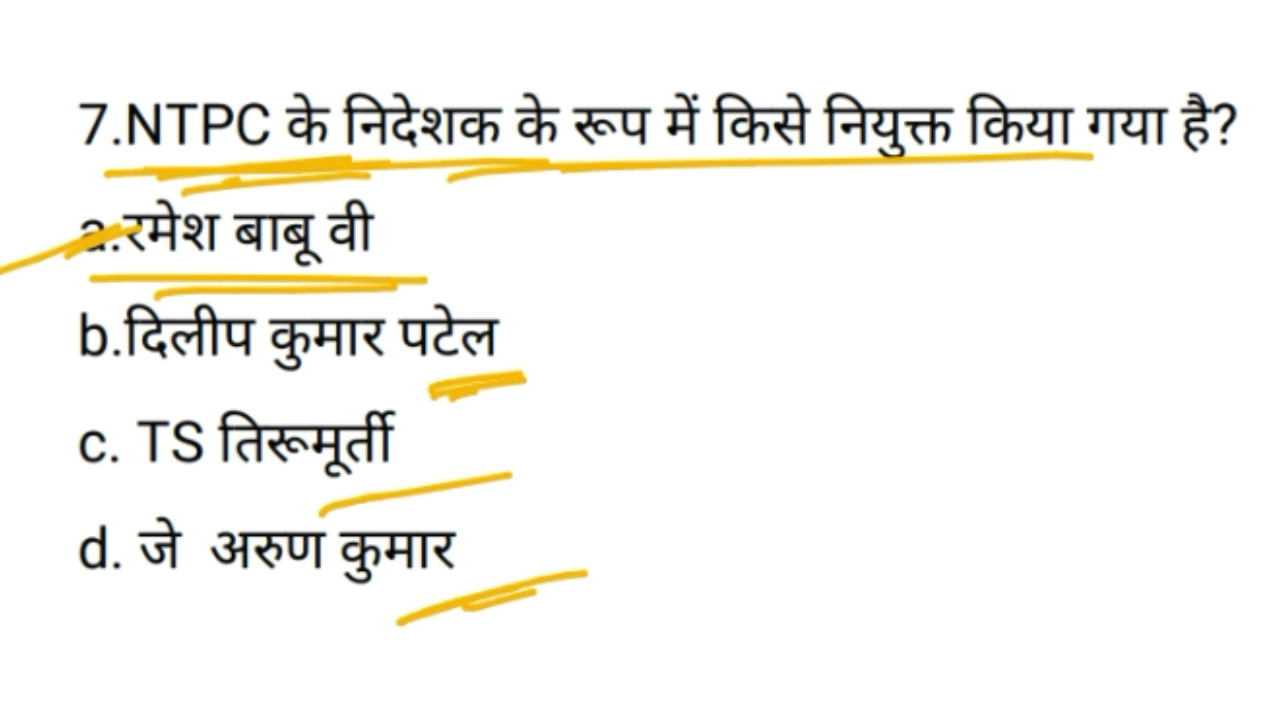 7.NTPC के निदेशक के रूप में किसे नियुक्त किया गया है?
a.रमेश बाबू वी
b.दिलीप कुमार पटेल
c. TS तिरूमूर्ती
d. जे अरुण कुमार